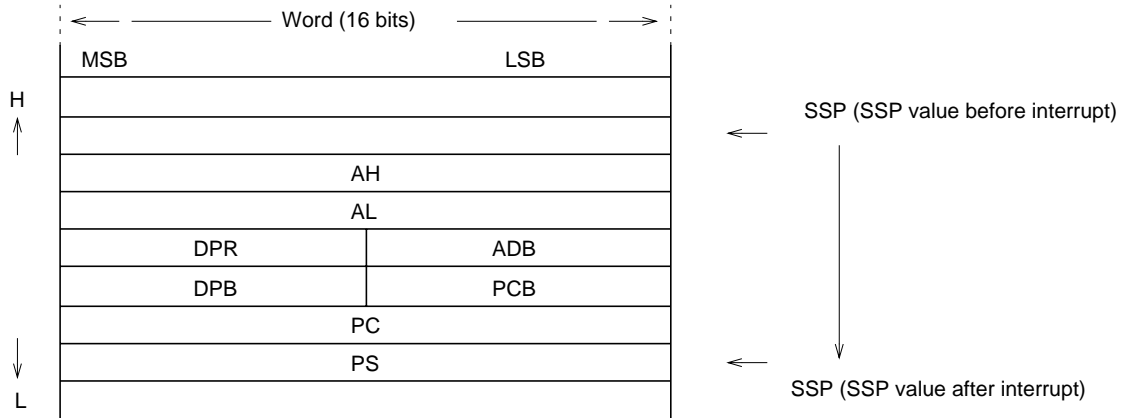 Word (16 bits)
MSB LSB
H
SSP (SSP value before interrupt)
AH
AL
DPR ADB
DPB PCB
PC
PS
SSP (SSP value after interrupt)
L